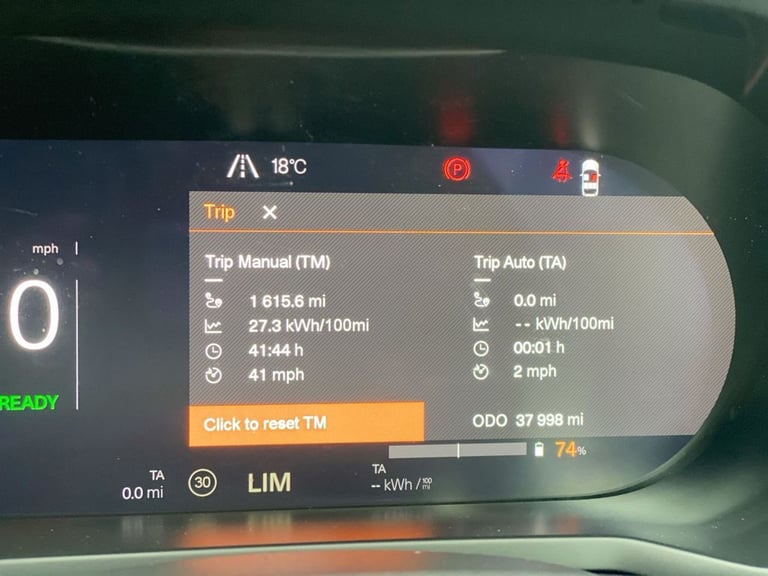 18°C
P
Trip ×
mph
0
READY
Trip Manual (TM)
1 615.6 mi
27.3 kWh/100mi
41:44 h
41 mph
Click to reset TM
Trip Auto (TA)
0.0 mi
-- kWh/100mi
00:01 h
2 mph
ODO 37 998 mi
74%
TA
0.0 mi
30
LIM
TA
-- kWh/100mi